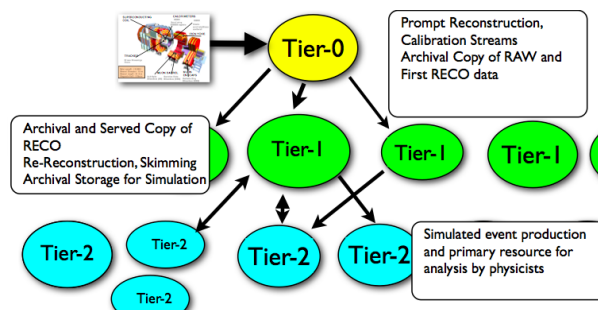 Tier-0
Prompt Reconstruction,
Calibration Streams
Archival Copy of RAW and
First RECO data
Archival and Served Copy of
RECO
Re-Reconstruction, Skimming
Archival Storage for Simulation
Tier-1
Tier-1
Tier-1
Tier-2
Tier-2
Tier-2
Tier-2
Tier-2
Simulated event production
and primary resource for
analysis by physicists